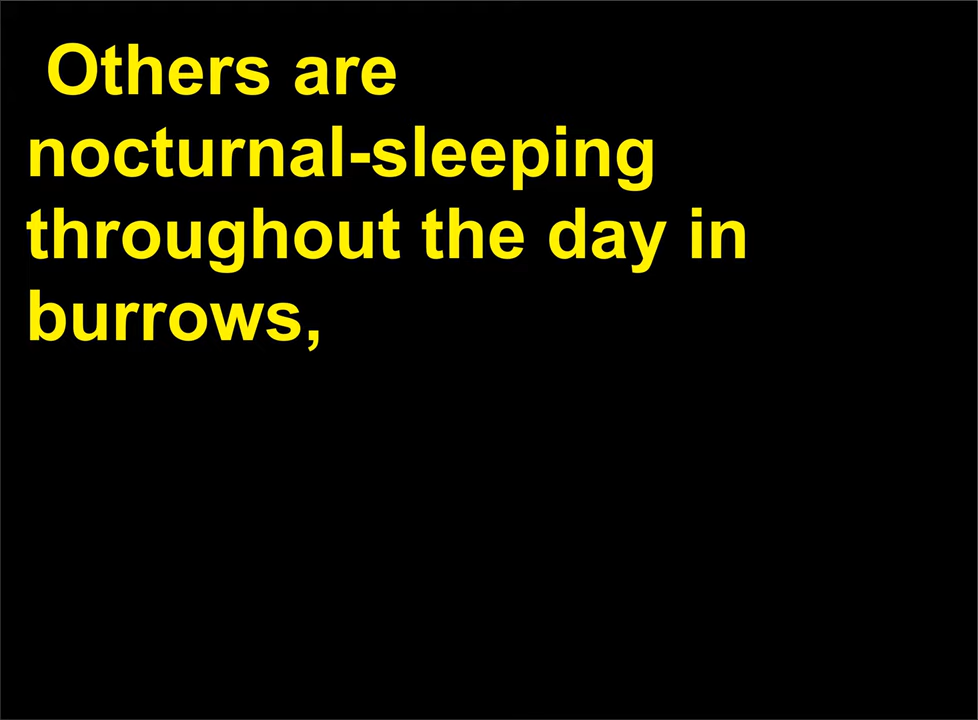 Others are
nocturnal-sleeping
throughout the day in
burrows,